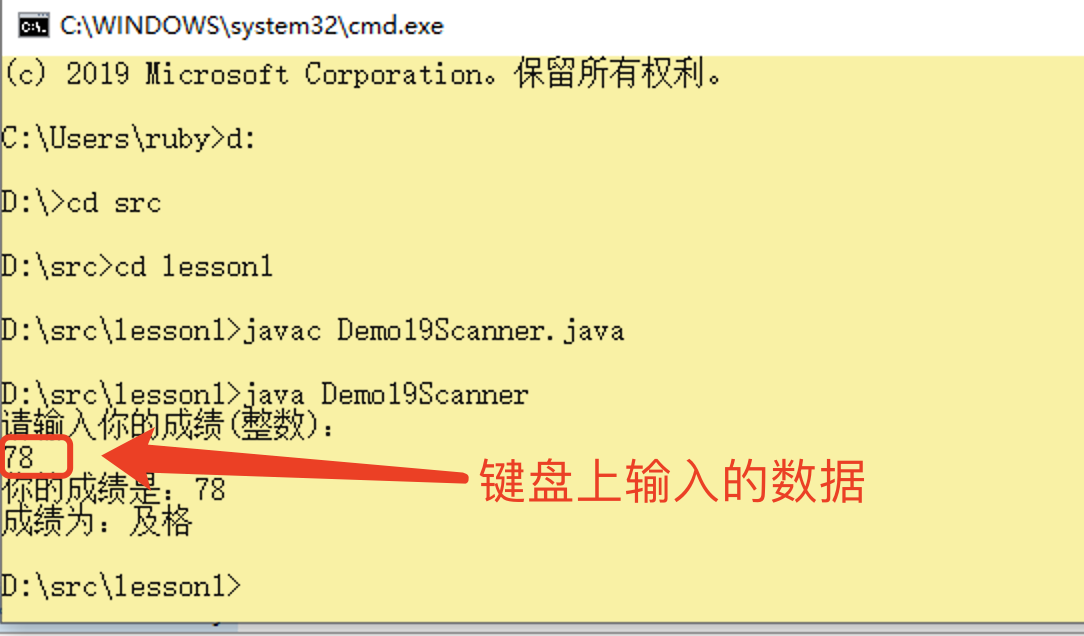 C:\WINDOWS\system32\cmd.exe
(c) 2019 Microsoft Corporation。保留所有权利。
C:\Users\ruby>d:
D:\>cd src
D:\src>cd lesson1
D:\src\lesson1>javac Demo19Scanner.java
D:\src\lesson1>java Demo19Scanner
请输入你的成绩(整数):
78
键盘上输入的数据
你的成绩是: 78
成绩为: 及格
D:\src\lesson1>